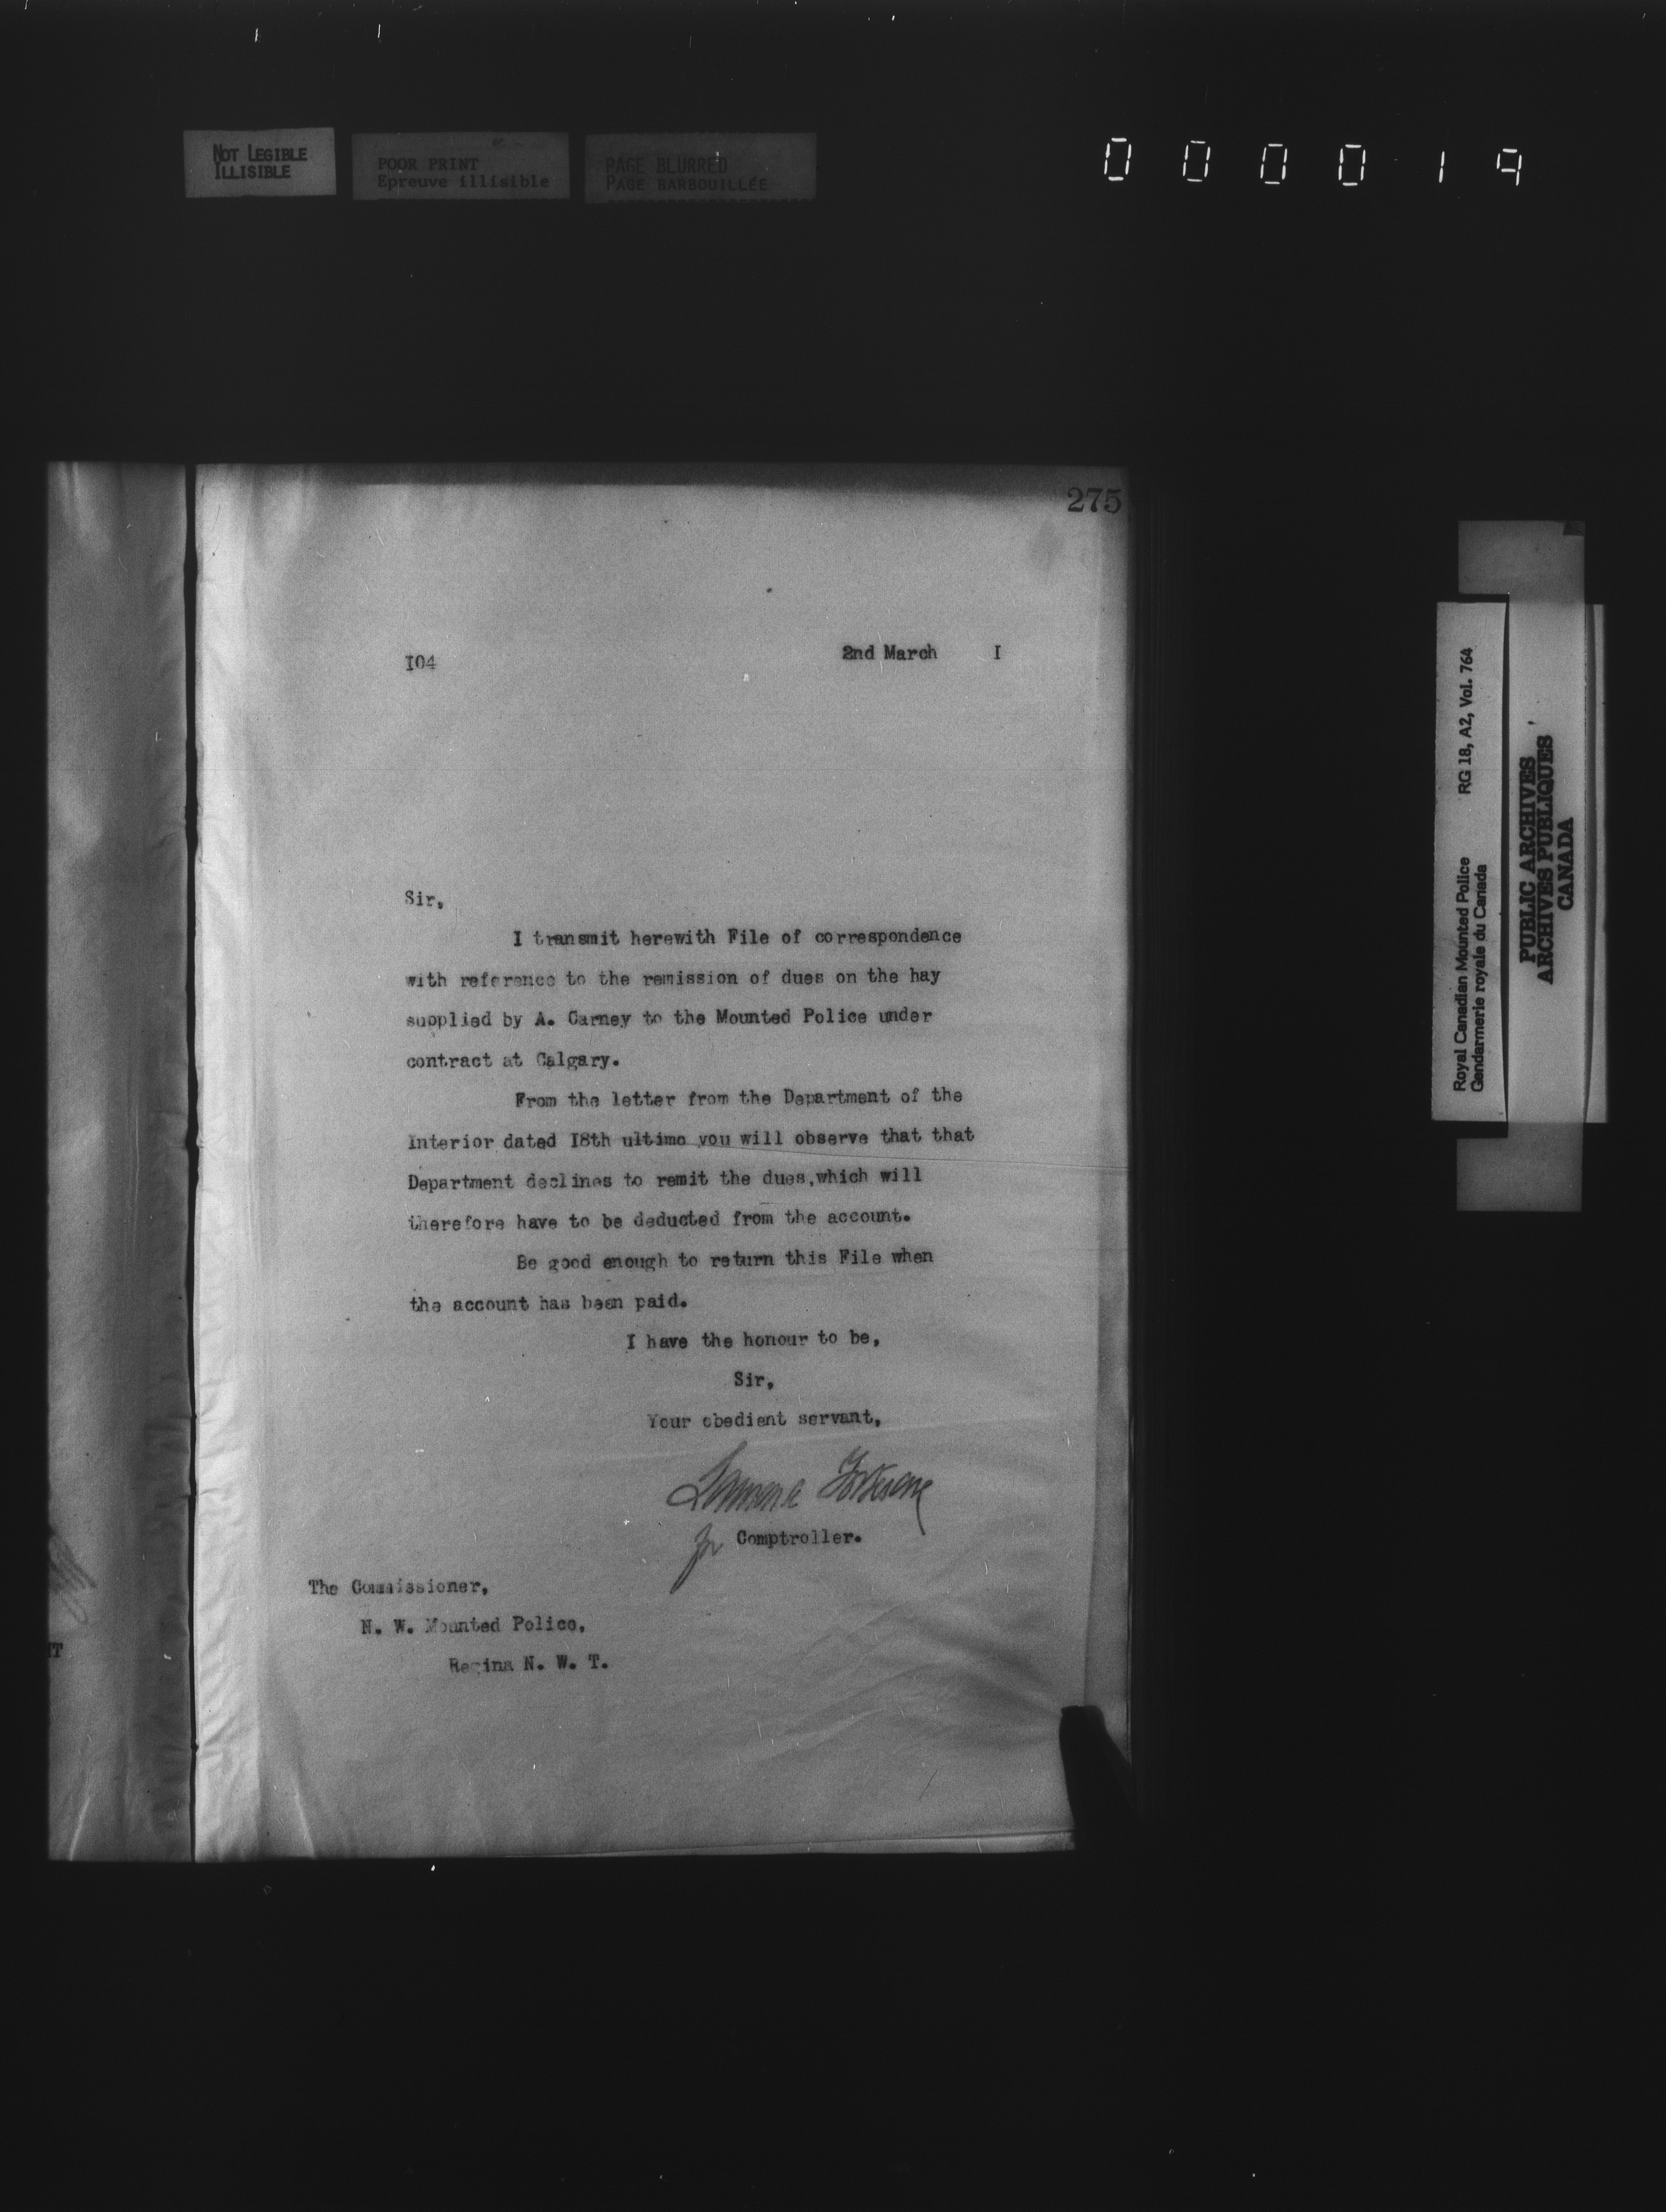 NOT LEGIBLE
ILLISIBLE
POOR PRINT
Epreuve illisible
PAGE BLURRED
PAGE BARBOUILLÉE
000019
275
I04
2nd March I
Sir,
I transmit herewith File of correspondence
with reference to the remission of dues on the hay
supplied by A. Carney to the Mounted Police under
contract at Calgary.
From the letter from the Department of the
Interior dated I8th ultimo you will observe that that
Department declines to remit the dues,which will
therefore have to be deducted from the account.
Be good enough to return this File when
the account has been paid.
I have the honour to be,
Sir,
Your obedient servant,
Lawrence Fortescue
for Comptroller.
The Commissioner,
N. W. Mounted Police,
Regina N. W. T.
Royal Canadian Mounted Police RG 18, A2, Vol. 764
Gendarmerie royale du Canada
PUBLIC ARCHIVES
ARCHIVES PUBLIQUES
CANADA